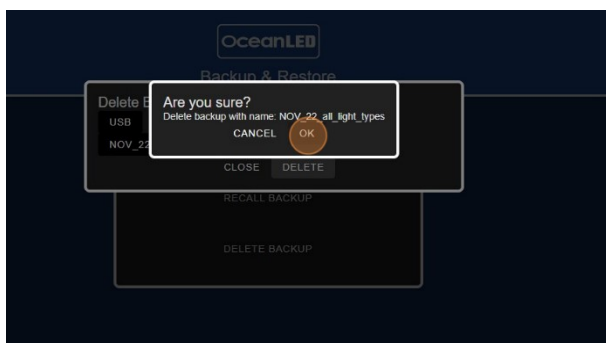 OceanLED
Backup & Restore
Delete B
Are you sure?
USB
Delete backup with name: NOV_22_all_light_types
NOV_22
CANCEL OK
CLOSE DELETE
RECALL BACKUP
DELETE BACKUP